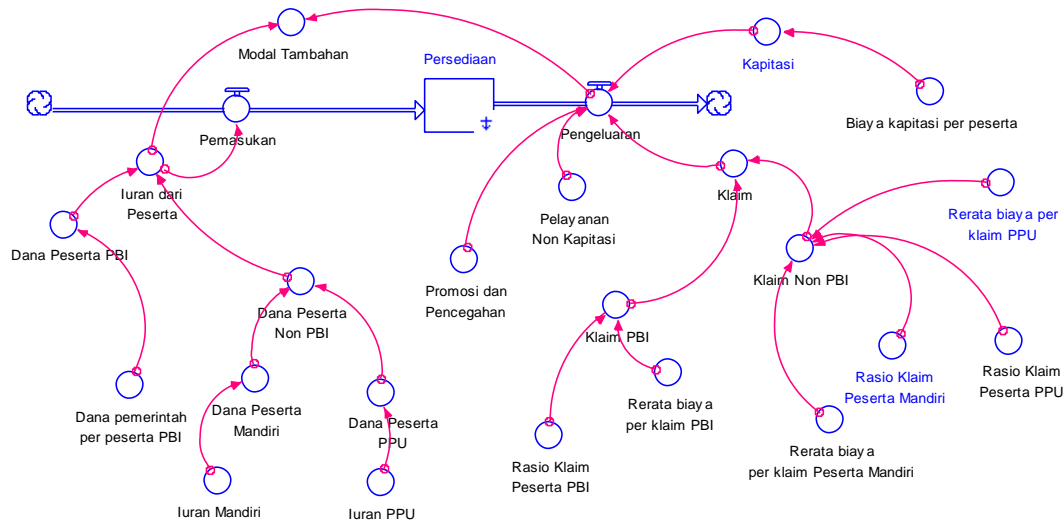 Modal Tambahan
Persediaan
Kapitasi
Pemasukan
Pengeluaran
Biaya kapitasi per peserta
Iuran dari
Peserta
Klaim
Dana Peserta PBI
Pelayanan
Non Kapitasi
Rerata biaya per
klaim PPU
Promosi dan
Pencegahan
Dana Peserta
Non PBI
Klaim Non PBI
Klaim PBI
Dana pemerintah
per peserta PBI
Dana Peserta
Mandiri
Dana Peserta
PPU
Rerata biaya
per klaim PBI
Rasio Klaim
Peserta Mandiri
Rasio Klaim
Peserta PPU
Rasio Klaim
Peserta PBI
Rerata biaya
per klaim Peserta Mandiri
Iuran Mandiri
Iuran PPU